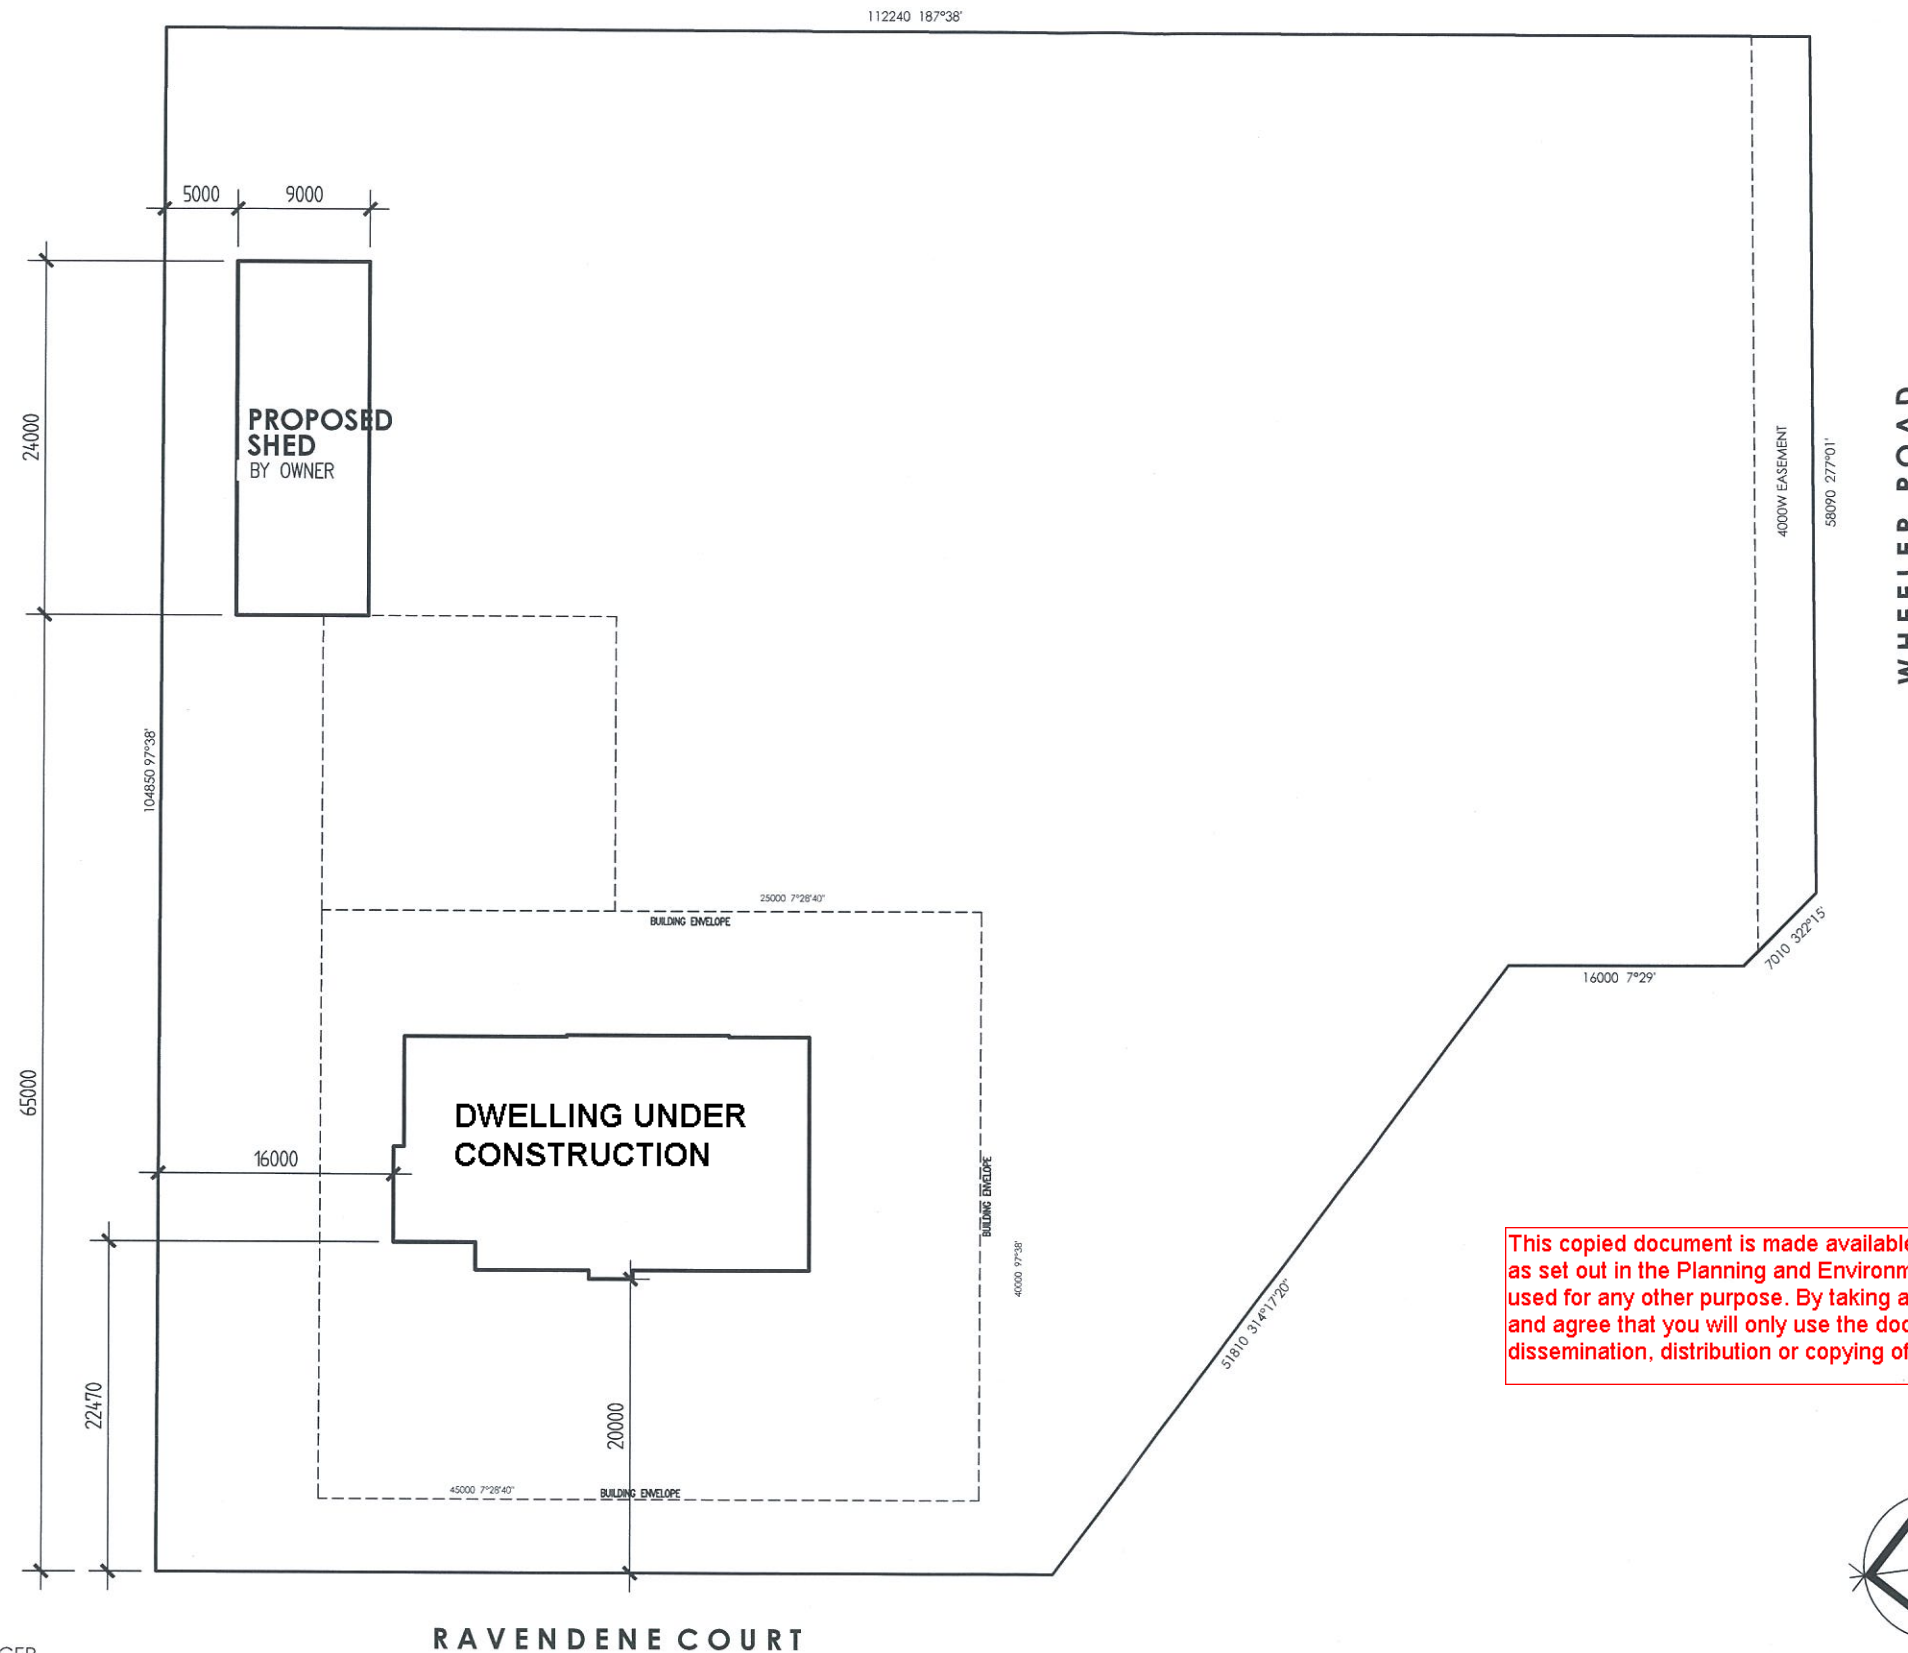 112240 187°38'
5000
9000
24000
PROPOSED
SHED
BY OWNER
4000W EASEMENT
58090 277°01'
WHEELER ROAD
104850 97°38'
25000 7°28'40"
BUILDING ENVELOPE
7010 322°15'
16000 7°29'
65000
DWELLING UNDER
CONSTRUCTION
16000
BUILDING ENVELOPE
40000 97°38'
This copied document is made available
as set out in the Planning and Environm
used for any other purpose. By taking a
and agree that you will only use the doc
dissemination, distribution or copying of
51810 314°17'20"
22470
20000
45000 7°28'40"
BUILDING ENVELOPE
RAVENDENE COURT